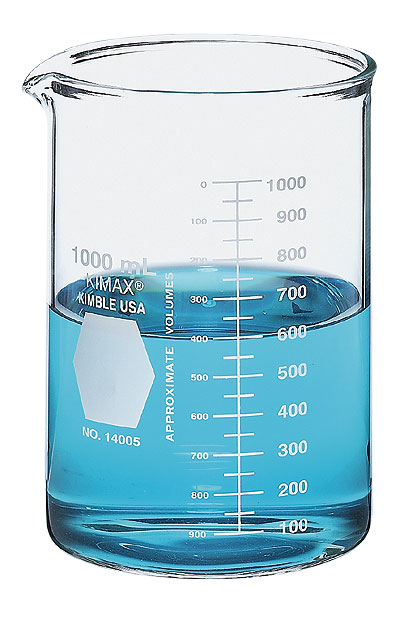 0 1000
100 900
1000 mL 200 800
KIMAX®
KIMBLE USA
300 700
400 600
APPROXIMATE VOLUMES
500 500
NO. 14005
600 400
700 300
800 200
900 100